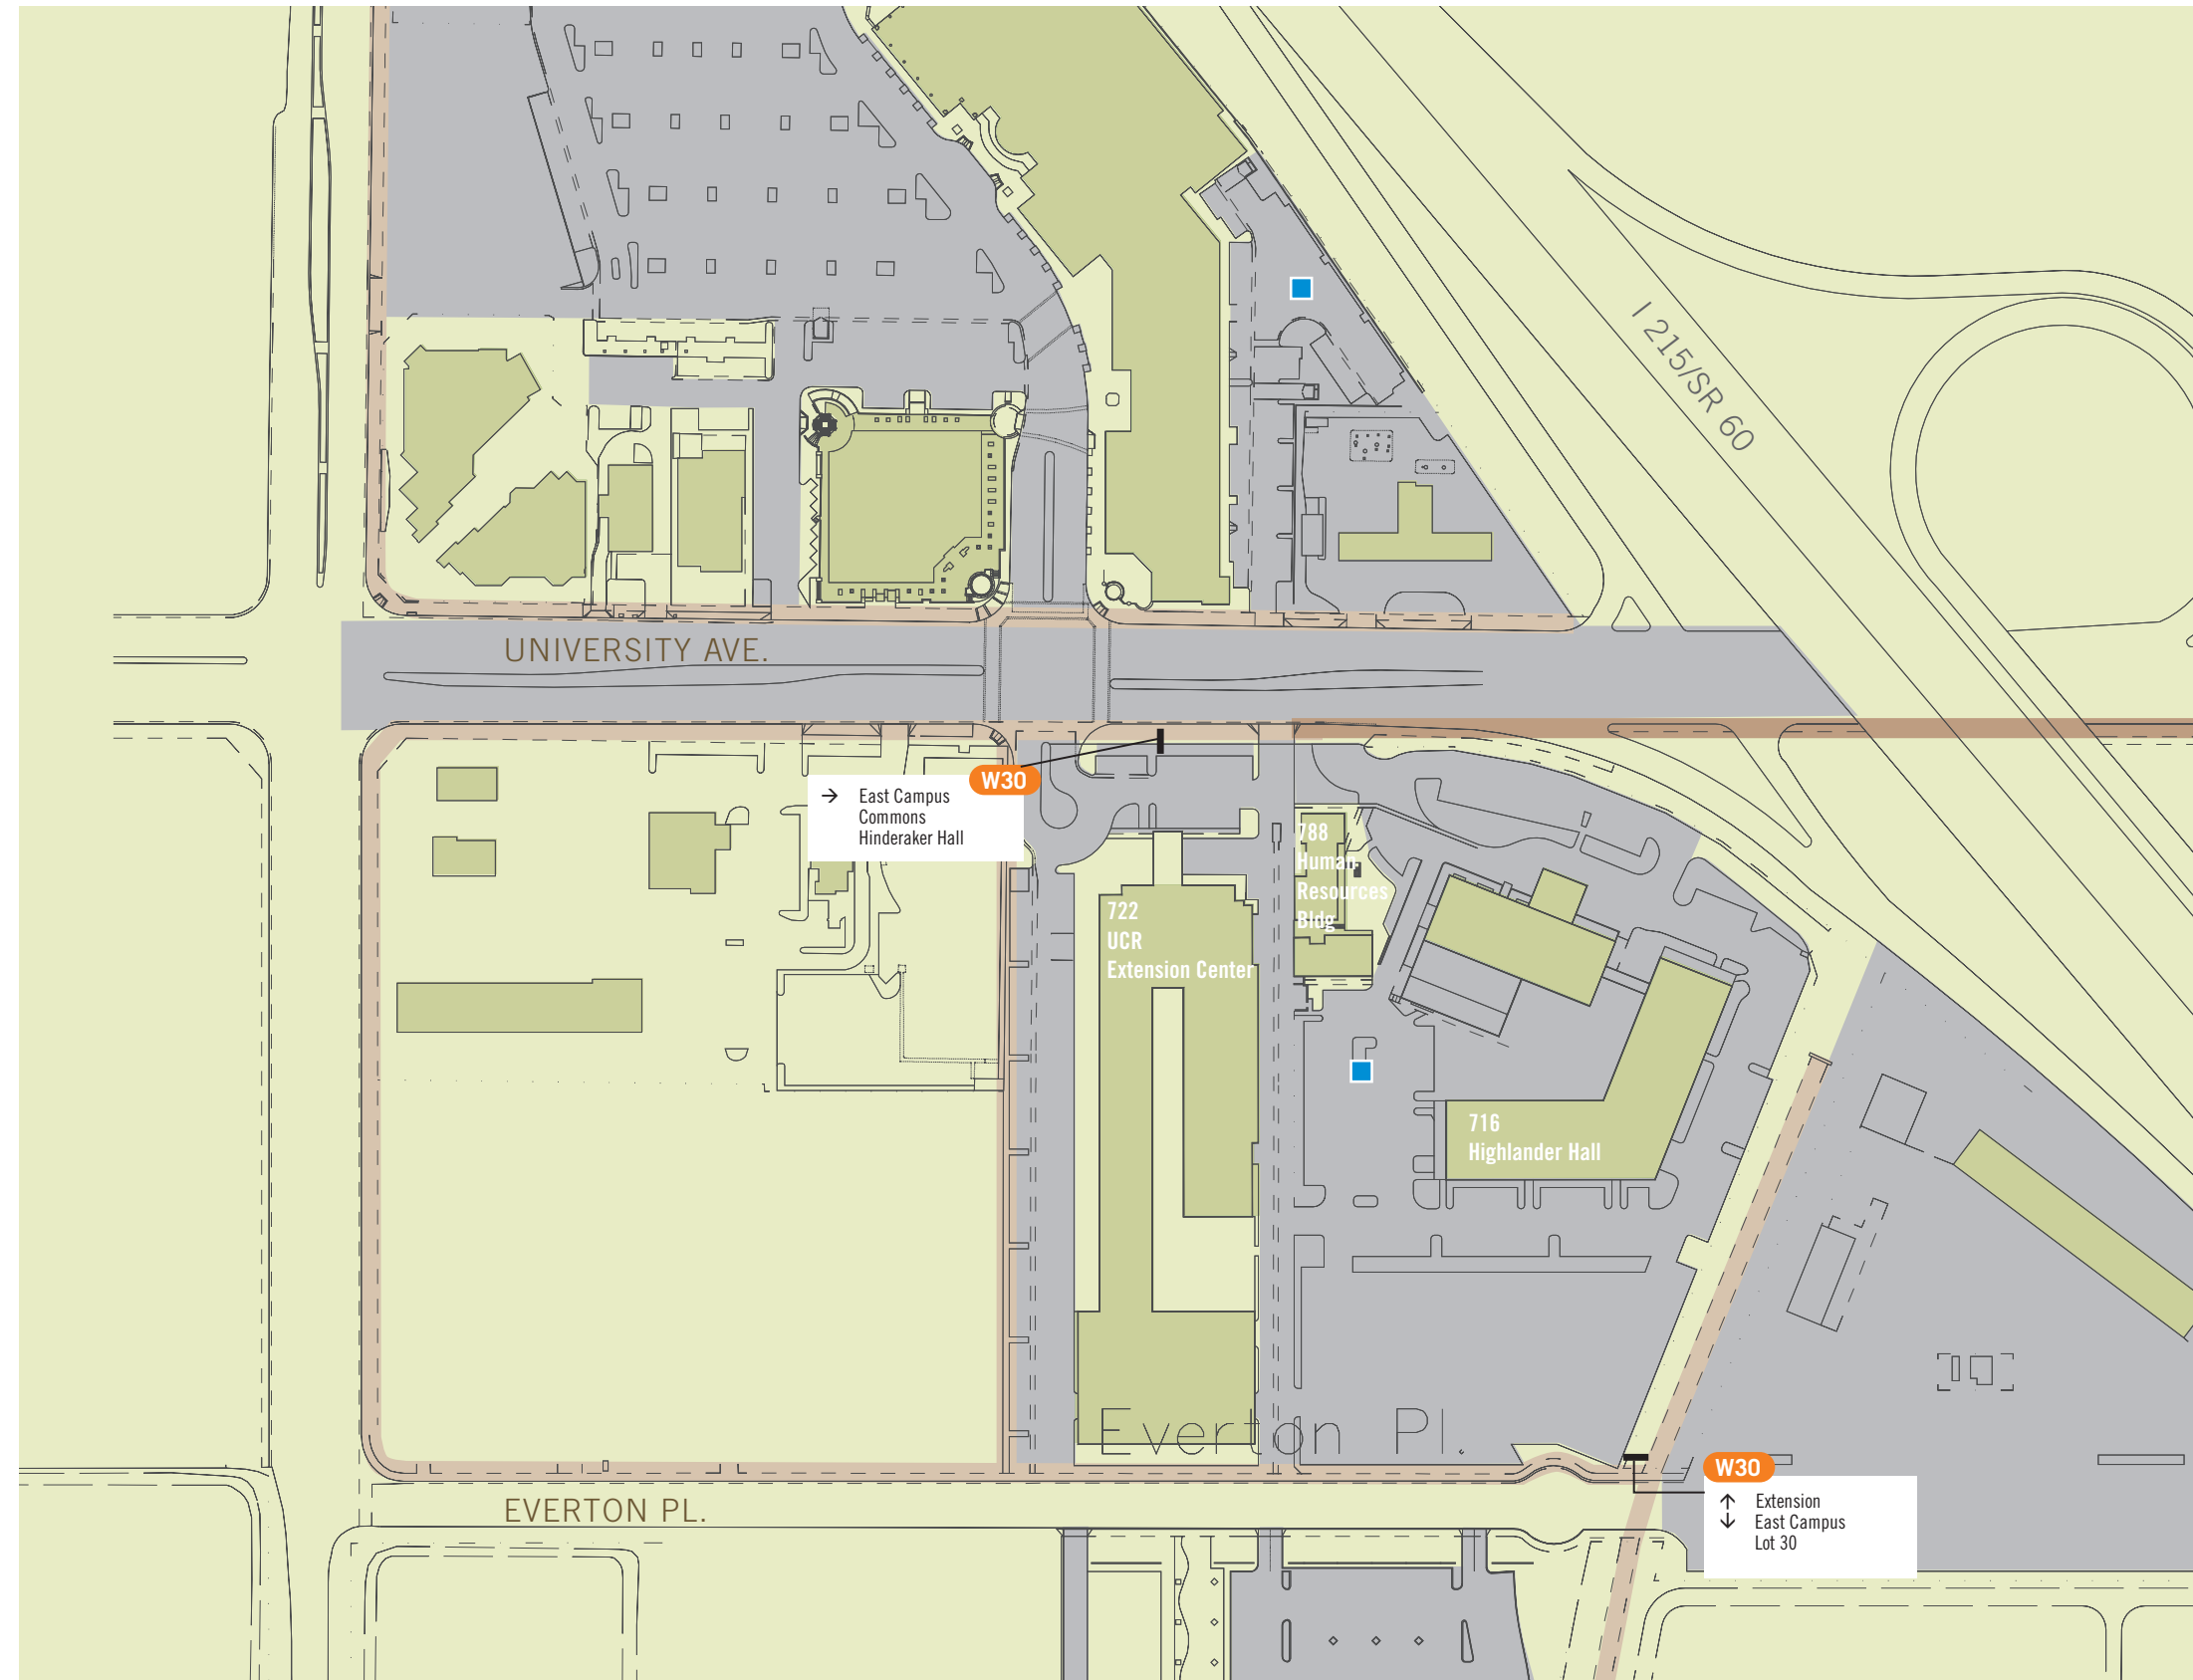 I 215/SR 60
UNIVERSITY AVE.
W30
→ East Campus
Commons
Hinderaker Hall
788
Human
Resources
Bldg
722
UCR
Extension Center
716
Highlander Hall
Everton Pl.
W30
↑ Extension
↓ East Campus
Lot 30
EVERTON PL.